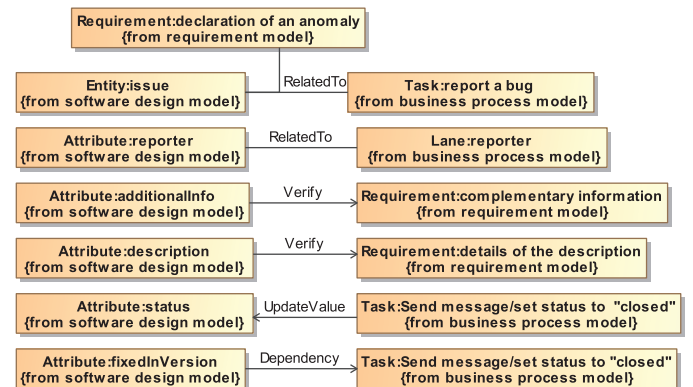 Requirement:declaration of an anomaly
{from requirement model}
Entity:issue
{from software design model}
RelatedTo
Task:report a bug
{from business process model}
Attribute:reporter
{from software design model}
RelatedTo
Lane:reporter
{from business process model}
Attribute:additionalInfo
{from software design model}
Verify
Requirement:complementary information
{from requirement model}
Attribute:description
{from software design model}
Verify
Requirement:details of the description
{from requirement model}
Attribute:status
{from software design model}
UpdateValue
Task:Send message/set status to "closed"
{from business process model}
Attribute:fixedInVersion
{from software design model}
Dependency
Task:Send message/set status to "closed"
{from business process model}